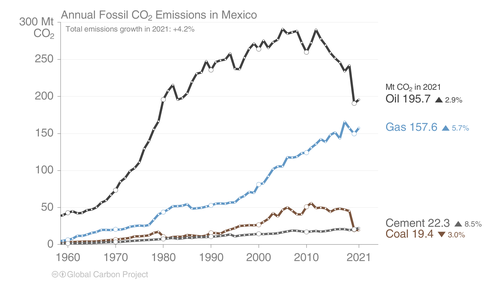 Annual Fossil CO₂ Emissions in Mexico
300 Mt
CO₂
Total emissions growth in 2021: +4.2%
250
200
150
100
50
0
1960 1970 1980 1990 2000 2010 2021
Mt CO₂ in 2021
Oil 195.7 ▲ 2.9%
Gas 157.6 ▲ 5.7%
Cement 22.3 ▲ 8.5%
Coal 19.4 ▼ 3.0%
Global Carbon Project